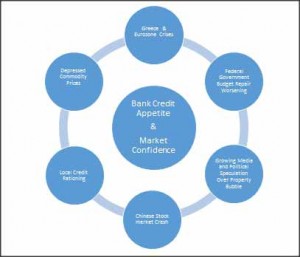 Greece &
Eurozone Crises
Federal
Government
Budget Repair
Worsening
Growing Media
and Political
Speculation
Over Property
Bubble
Chinese Stock
market Crash
Local Credit
Rationing
Depressed
Commodity
Prices
Bank Credit
Appetite
&
Market
Confidence